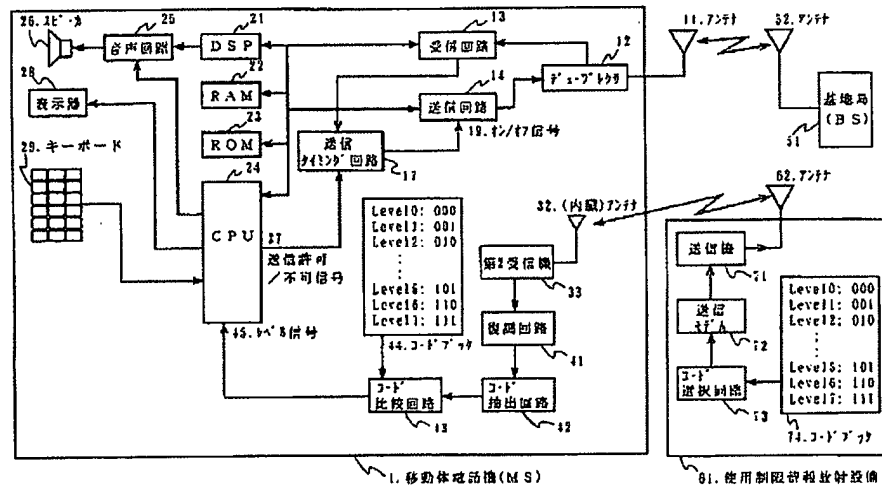 26.スピーカ
25
音声回路
21
DSP
13
受信回路
11.アンテナ
52.アンテナ
12
デュープレクサ
28
表示器
22
RAM
14
送信回路
19.オン/オフ信号
基地局
(BS)
51
23
ROM
送信
タイミング回路
17
29.キーボード
24
CPU
37
送信許可
/不可信号
Level0: 000
Level1: 001
Level2: 010
Level5: 101
Level6: 110
Level7: 111
44.コードブック
32.(内蔵)アンテナ
第2受信機
33
復調回路
41
コード
抽出回路
42
コード
比較回路
43
45.レベル信号
1.移動体電話機(MS)
62.アンテナ
送信機
71
送信
モデム
72
コード
選択回路
73
Level0: 000
Level1: 001
Level2: 010
Level5: 101
Level6: 110
Level7: 111
74.コードブック
61.使用制限情報放射設備